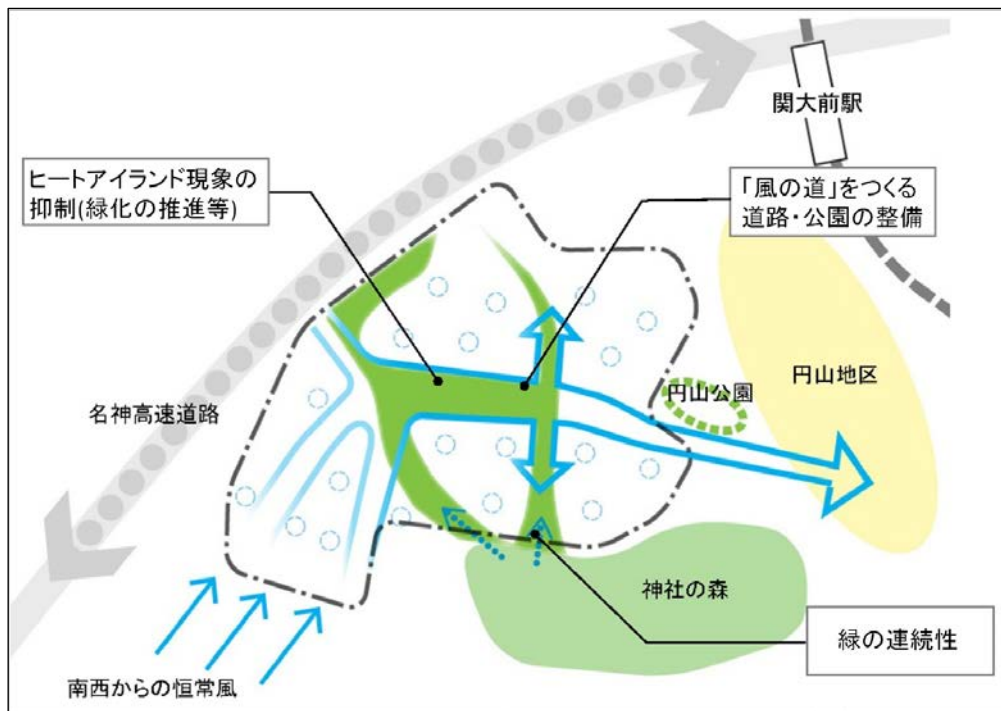 関大前駅
ヒートアイランド現象の
抑制(緑化の推進等)
「風の道」をつくる
道路・公園の整備
円山公園
円山地区
名神高速道路
神社の森
緑の連続性
南西からの恒常風